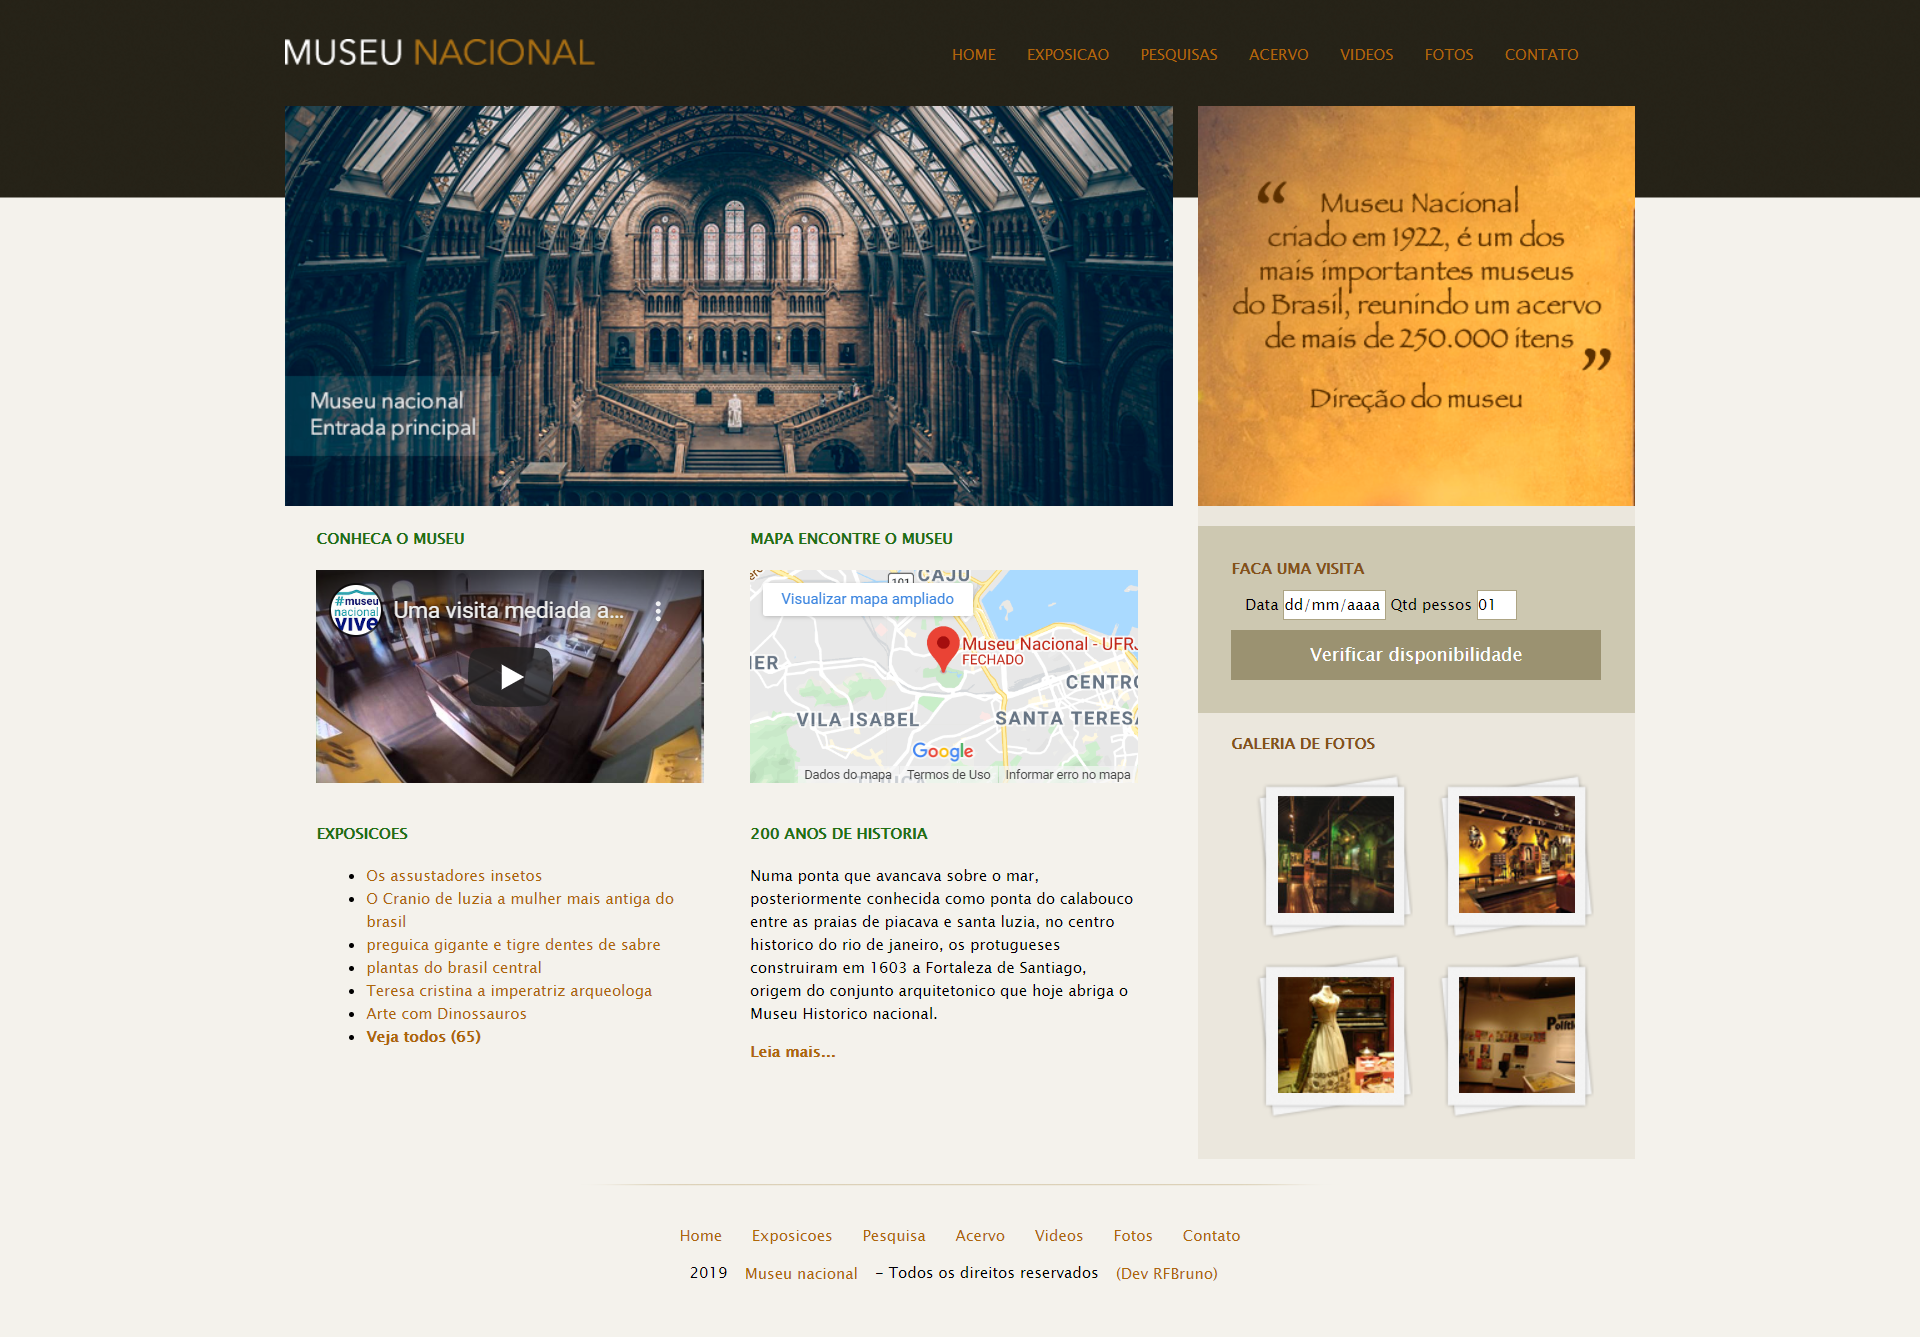 MUSEU NACIONAL
HOME EXPOSICAO PESQUISAS ACERVO VIDEOS FOTOS CONTATO
Museu nacional
Entrada principal
“ Museu Nacional
criado em 1922, é um dos
mais importantes museus
do Brasil, reunindo um acervo
de mais de 250.000 itens ”
Direção do museu
CONHECA O MUSEU
#museu
nacional
vive
Uma visita mediada a...
MAPA ENCONTRE O MUSEU
101
CAJU
Visualizar mapa ampliado
Museu Nacional - UFRJ
FECHADO
IER
CENTRO
VILA ISABEL
SANTA TERESA
Google
Dados do mapa Termos de Uso Informar erro no mapa
FACA UMA VISITA
Data dd/mm/aaaa Qtd pessos 01
Verificar disponibilidade
GALERIA DE FOTOS
EXPOSICOES
Os assustadores insetos
O Cranio de luzia a mulher mais antiga do
brasil
preguica gigante e tigre dentes de sabre
plantas do brasil central
Teresa cristina a imperatriz arqueologa
Arte com Dinossauros
Veja todos (65)
200 ANOS DE HISTORIA
Numa ponta que avancava sobre o mar,
posteriormente conhecida como ponta do calabouco
entre as praias de piacava e santa luzia, no centro
historico do rio de janeiro, os protugueses
construiram em 1603 a Fortaleza de Santiago,
origem do conjunto arquitetonico que hoje abriga o
Museu Historico nacional.
Leia mais...
Home Exposicoes Pesquisa Acervo Videos Fotos Contato
2019 Museu nacional - Todos os direitos reservados (Dev RFBruno)